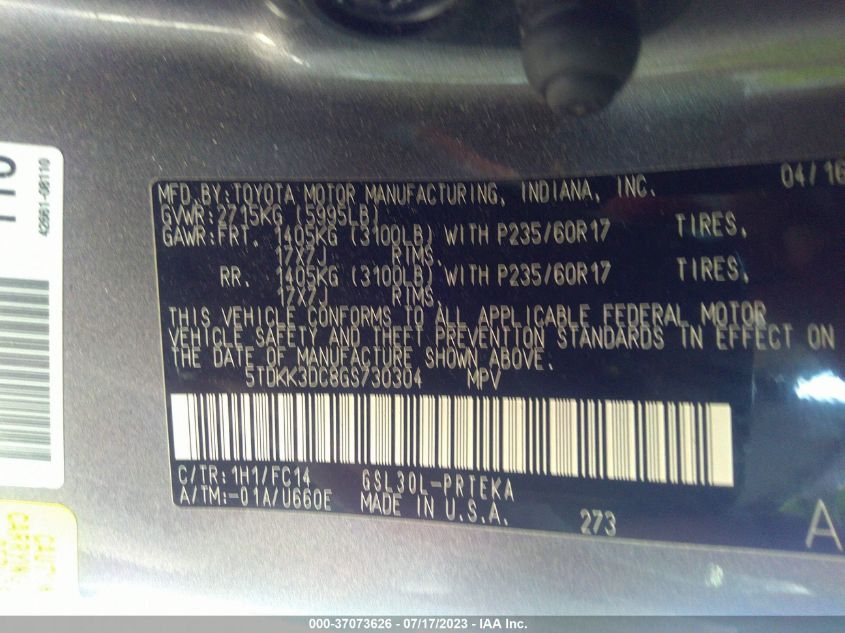 MFD.BY:TOYOTA MOTOR MANUFACTURING, INDIANA, INC. 04/16
GVWR:2715KG (5995LB)
GAWR:FRT. 1405KG (3100LB) WITH P235/60R17 TIRES,
17X7J RIMS,
RR. 1405KG (3100LB) WITH P235/60R17 TIRES,
17X7J RIMS,
THIS VEHICLE CONFORMS TO ALL APPLICABLE FEDERAL MOTOR
VEHICLE SAFETY AND THEFT PREVENTION STANDARDS IN EFFECT ON
THE DATE OF MANUFACTURE SHOWN ABOVE.
5TDKK3DC8GS730304 MPV
C/TR:1H1/FC14 GSL30L-PRTEKA
A/TM:-01A/U660E MADE IN U.S.A. 273 A
42661-08110
000-37073626 - 07/17/2023 - IAA Inc.